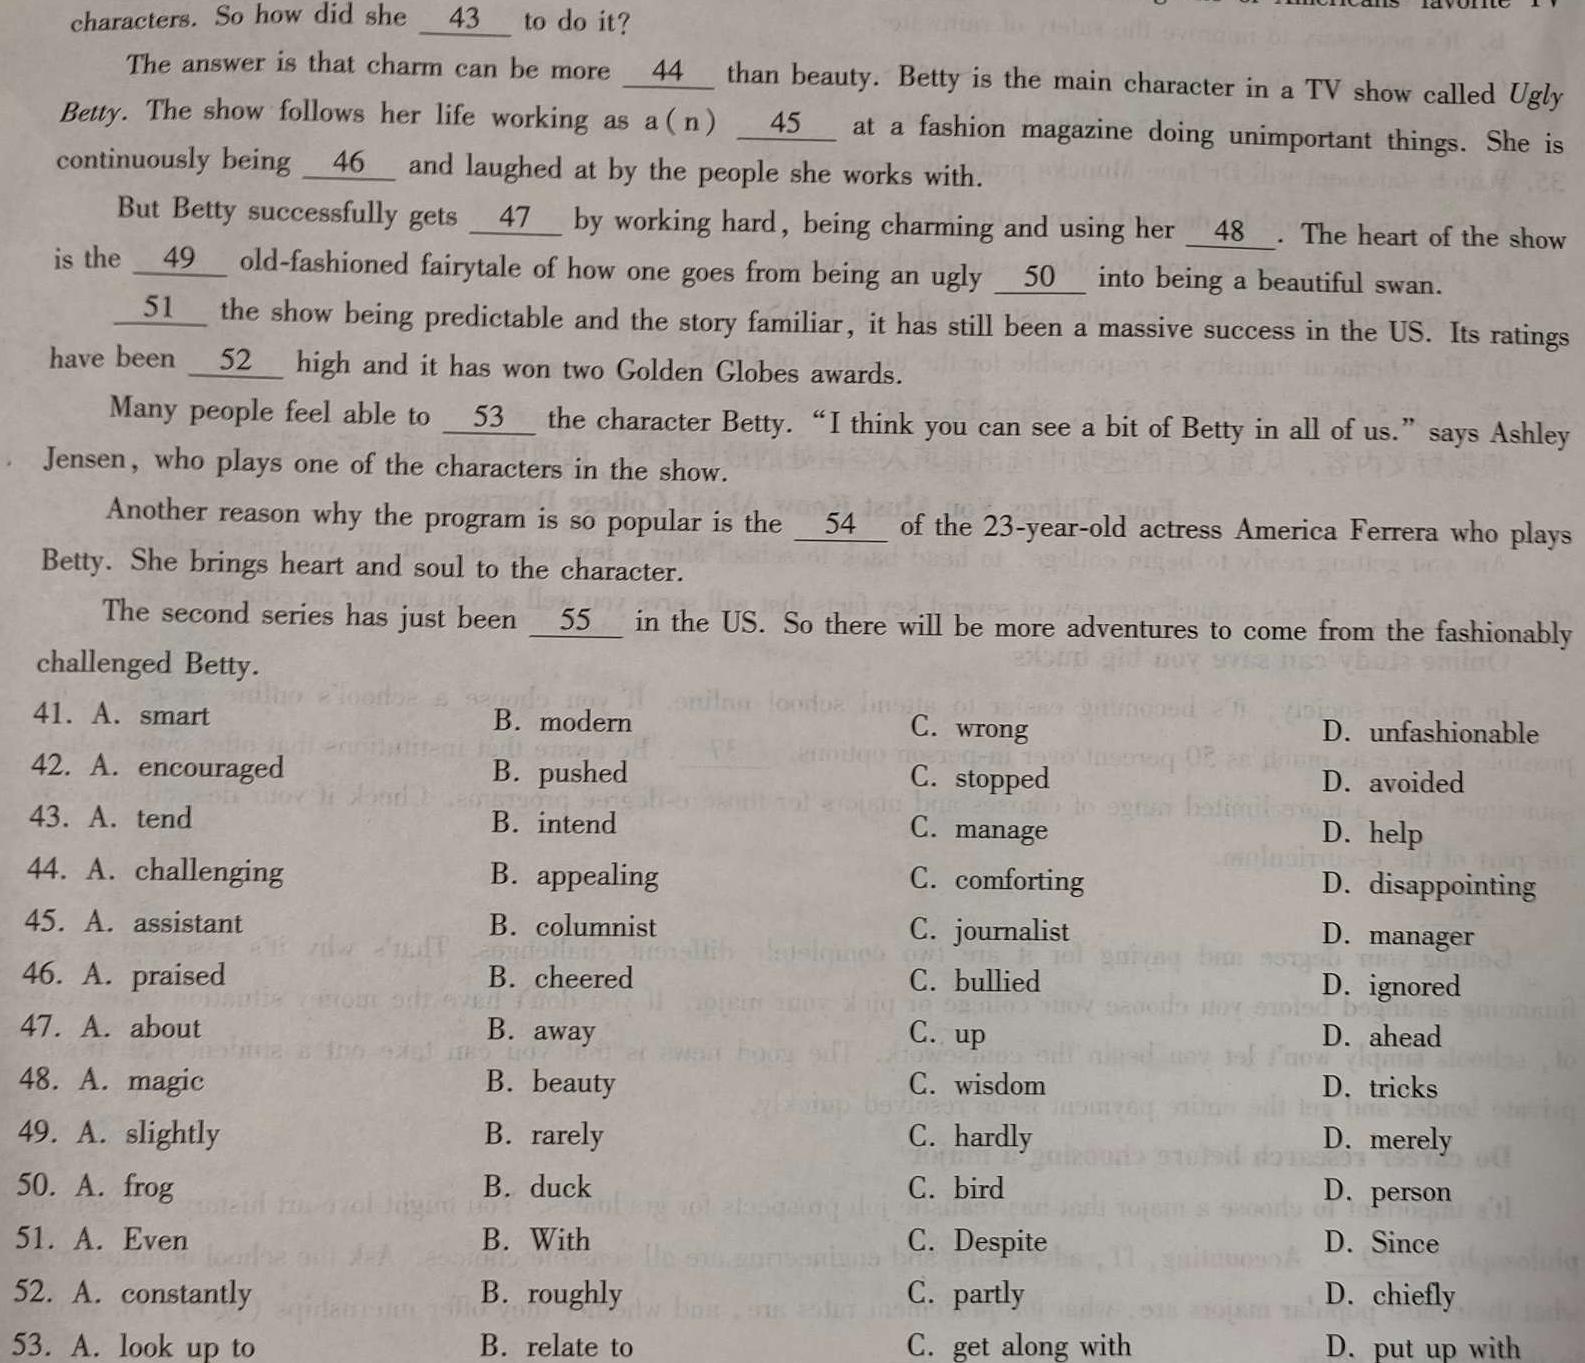 Americans favorite TV
characters. So how did she 43 to do it?
The answer is that charm can be more 44 than beauty. Betty is the main character in a TV show called Ugly
Betty. The show follows her life working as a(n) 45 at a fashion magazine doing unimportant things. She is
continuously being 46 and laughed at by the people she works with.
But Betty successfully gets 47 by working hard, being charming and using her 48. The heart of the show
is the 49 old-fashioned fairytale of how one goes from being an ugly 50 into being a beautiful swan.
51 the show being predictable and the story familiar, it has still been a massive success in the US. Its ratings
have been 52 high and it has won two Golden Globes awards.
Many people feel able to 53 the character Betty. “I think you can see a bit of Betty in all of us.” says Ashley
Jensen, who plays one of the characters in the show.
Another reason why the program is so popular is the 54 of the 23-year-old actress America Ferrera who plays
Betty. She brings heart and soul to the character.
The second series has just been 55 in the US. So there will be more adventures to come from the fashionably
challenged Betty.
41. A. smart B. modern C. wrong D. unfashionable
42. A. encouraged B. pushed C. stopped D. avoided
43. A. tend B. intend C. manage D. help
44. A. challenging B. appealing C. comforting D. disappointing
45. A. assistant B. columnist C. journalist D. manager
46. A. praised B. cheered C. bullied D. ignored
47. A. about B. away C. up D. ahead
48. A. magic B. beauty C. wisdom D. tricks
49. A. slightly B. rarely C. hardly D. merely
50. A. frog B. duck C. bird D. person
51. A. Even B. With C. Despite D. Since
52. A. constantly B. roughly C. partly D. chiefly
53. A. look up to B. relate to C. get along with D. put up with